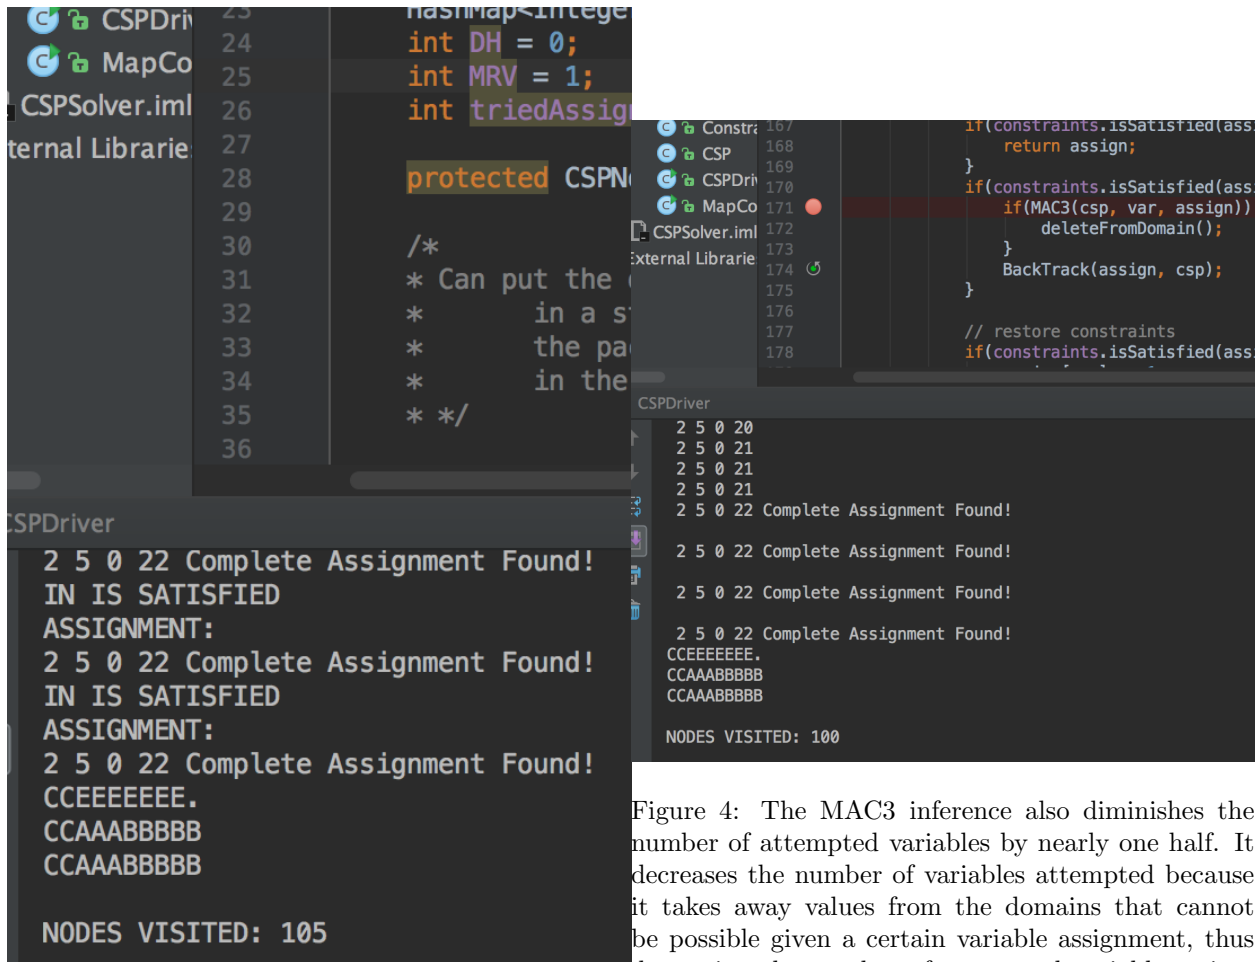 CSPDri
MapCo
CSPSolver.iml
ternal Librarie
23 HashMap<Intege
24 int DH = 0;
25 int MRV = 1;
26 int triedAssig
27
28 protected CSPN
29
30 /*
31 * Can put the
32 * in a s
33 * the pa
34 * in the
35 * */
36
CSPDriver
2 5 0 22 Complete Assignment Found!
IN IS SATISFIED
ASSIGNMENT:
2 5 0 22 Complete Assignment Found!
IN IS SATISFIED
ASSIGNMENT:
2 5 0 22 Complete Assignment Found!
CCEEEEEEE.
CCAAABBBBB
CCAAABBBBB
NODES VISITED: 105
Constra
CSP
CSPDri
MapCo
CSPSolver.iml
External Librarie
167 if(constraints.isSatisfied(ass
168 return assign;
169 }
170 if(constraints.isSatisfied(ass
171 if(MAC3(csp, var, assign))
172 deleteFromDomain();
173 }
174 BackTrack(assign, csp);
175 }
176
177 // restore constraints
178 if(constraints.isSatisfied(ass
CSPDriver
2 5 0 20
2 5 0 21
2 5 0 21
2 5 0 21
2 5 0 22 Complete Assignment Found!
2 5 0 22 Complete Assignment Found!
2 5 0 22 Complete Assignment Found!
2 5 0 22 Complete Assignment Found!
CCEEEEEEE.
CCAAABBBBB
CCAAABBBBB
NODES VISITED: 100
Figure 4: The MAC3 inference also diminishes the
number of attempted variables by nearly one half. It
decreases the number of variables attempted because
it takes away values from the domains that cannot
be possible given a certain variable assignment, thus